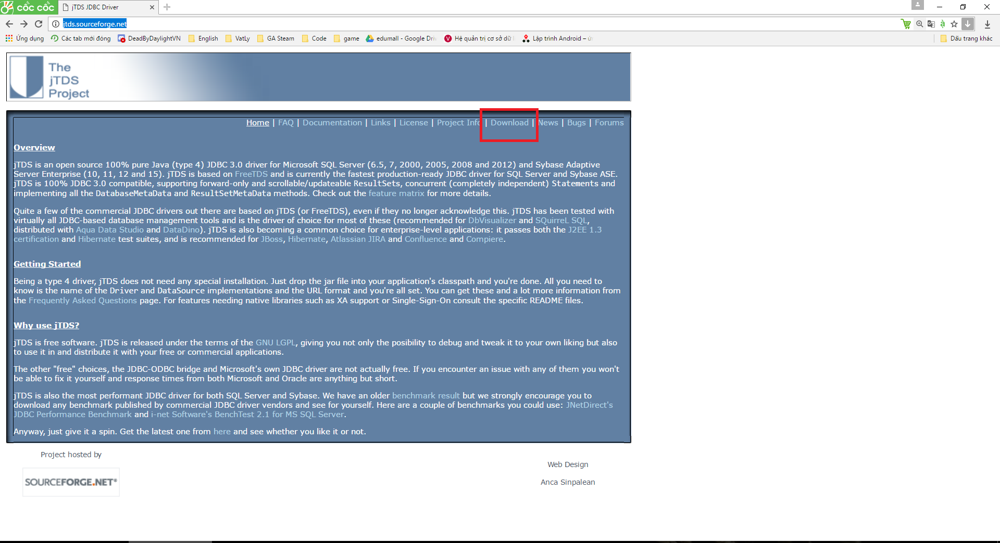 cốc cốc
jTDS JDBC Driver
jtds.sourceforge.net
Ứng dụng Các tab mới đóng DeadByDaylightVN English VatLy GA Steam Code game edumall - Google Driv Hệ quản trị cơ sở dữ l Lập trình Android – ứn Dấu trang khác
The
jTDS
Project
Home | FAQ | Documentation | Links | License | Project Info | Download | News | Bugs | Forums
Overview
jTDS is an open source 100% pure Java (type 4) JDBC 3.0 driver for Microsoft SQL Server (6.5, 7, 2000, 2005, 2008 and 2012) and Sybase Adaptive
Server Enterprise (10, 11, 12 and 15). jTDS is based on FreeTDS and is currently the fastest production-ready JDBC driver for SQL Server and Sybase ASE.
jTDS is 100% JDBC 3.0 compatible, supporting forward-only and scrollable/updateable ResultSets, concurrent (completely independent) Statements and
implementing all the DatabaseMetaData and ResultSetMetaData methods. Check out the feature matrix for more details.
Quite a few of the commercial JDBC drivers out there are based on jTDS (or FreeTDS), even if they no longer acknowledge this. jTDS has been tested with
virtually all JDBC-based database management tools and is the driver of choice for most of these (recommended for DbVisualizer and SQuirreL SQL,
distributed with Aqua Data Studio and DataDino). jTDS is also becoming a common choice for enterprise-level applications: it passes both the J2EE 1.3
certification and Hibernate test suites, and is recommended for JBoss, Hibernate, Atlassian JIRA and Confluence and Compiere.
Getting Started
Being a type 4 driver, jTDS does not need any special installation. Just drop the jar file into your application's classpath and you're done. All you need to
know is the name of the Driver and DataSource implementations and the URL format and you're all set. You can get these and a lot more information from
the Frequently Asked Questions page. For features needing native libraries such as XA support or Single-Sign-On consult the specific README files.
Why use jTDS?
jTDS is free software. jTDS is released under the terms of the GNU LGPL, giving you not only the posibility to debug and tweak it to your own liking but also
to use it in and distribute it with your free or commercial applications.
The other "free" choices, the JDBC-ODBC bridge and Microsoft's own JDBC driver are not actually free. If you encounter an issue with any of them you won't
be able to fix it yourself and response times from both Microsoft and Oracle are anything but short.
jTDS is also the most performant JDBC driver for both SQL Server and Sybase. We have an older benchmark result but we strongly encourage you to
download any benchmark published by commercial JDBC driver vendors and see for yourself. Here are a couple of benchmarks you could use: JNetDirect's
JDBC Performance Benchmark and i-net Software's BenchTest 2.1 for MS SQL Server.
Anyway, just give it a spin. Get the latest one from here and see whether you like it or not.
Project hosted by
SOURCEFORGE.NET®
Web Design
Anca Sinpalean